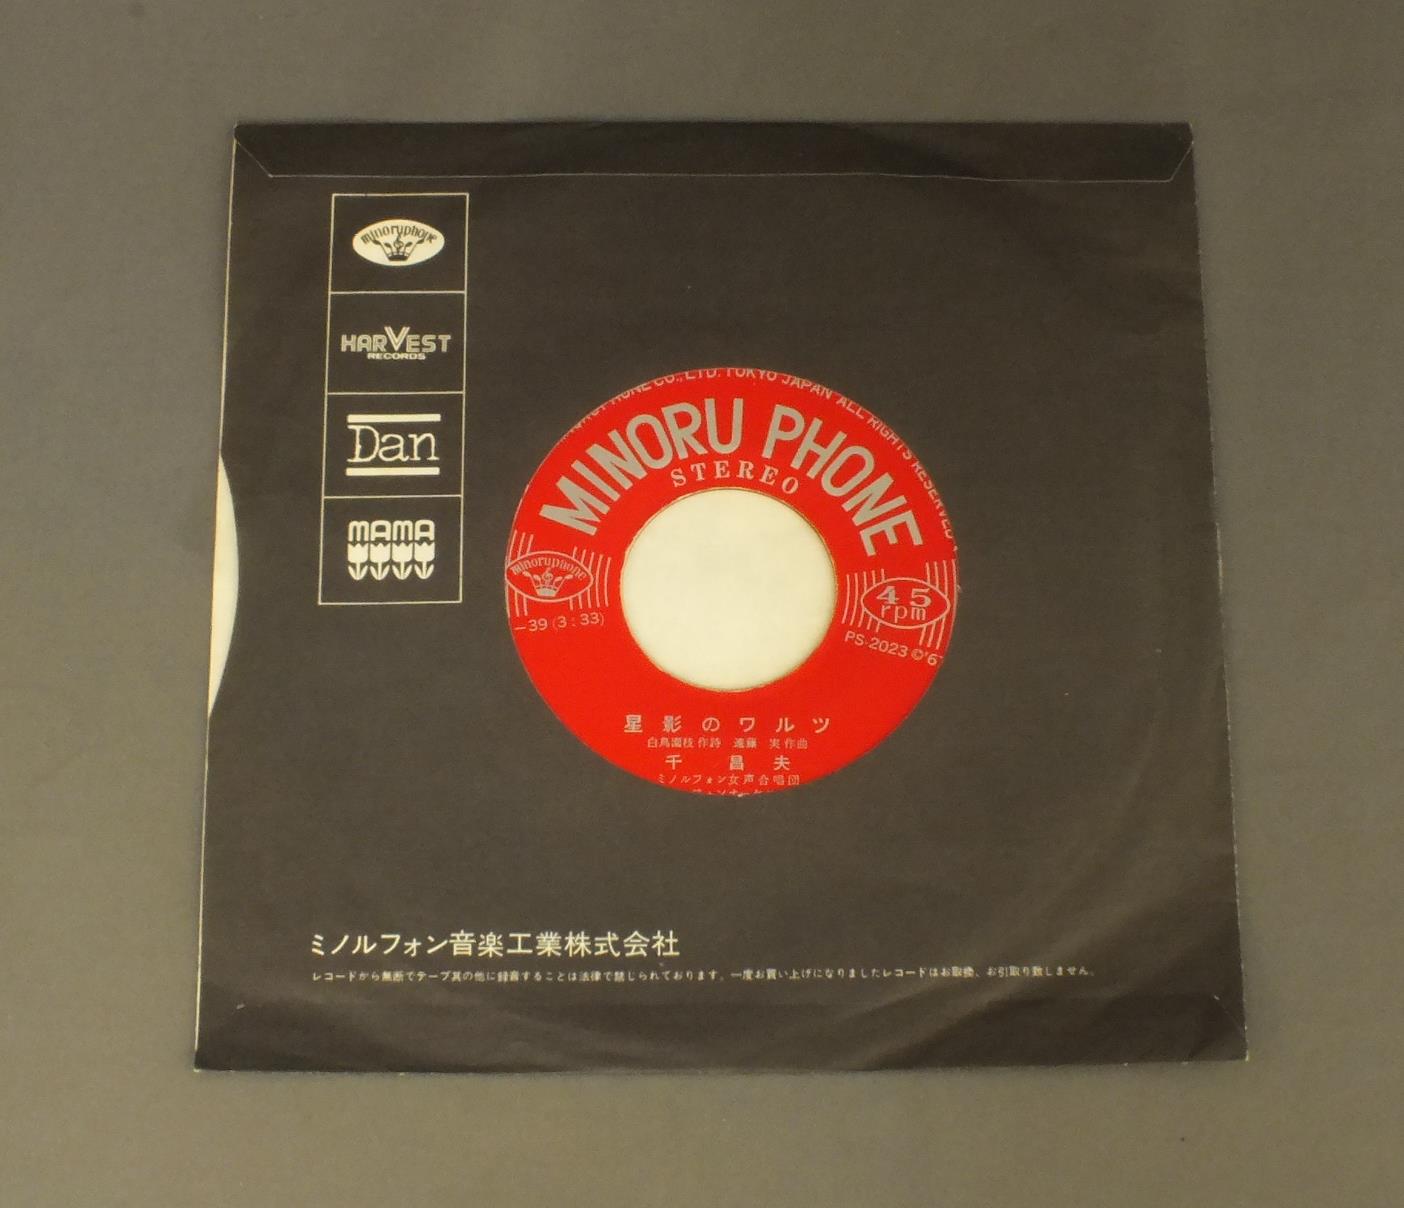 minoruphone
HARVEST
RECORDS
Dan
MAMA
CO., LTD. TOKYO JAPAN ALL RIGHTS RESERVED
MINORU PHONE
STEREO
minoruphone
45
rpm
—39 (3:33)
PS-2023 ©'6
星影のワルツ
白鳥園枝 作詩 遠藤 実 作曲
千 昌夫
ミノルフォン女声合唱団
ミノルフォン音楽工業株式会社
レコードから無断でテープ其の他に録音することは法律で禁じられております。一度お買い上げになりましたレコードはお取換、お引取り致しません。